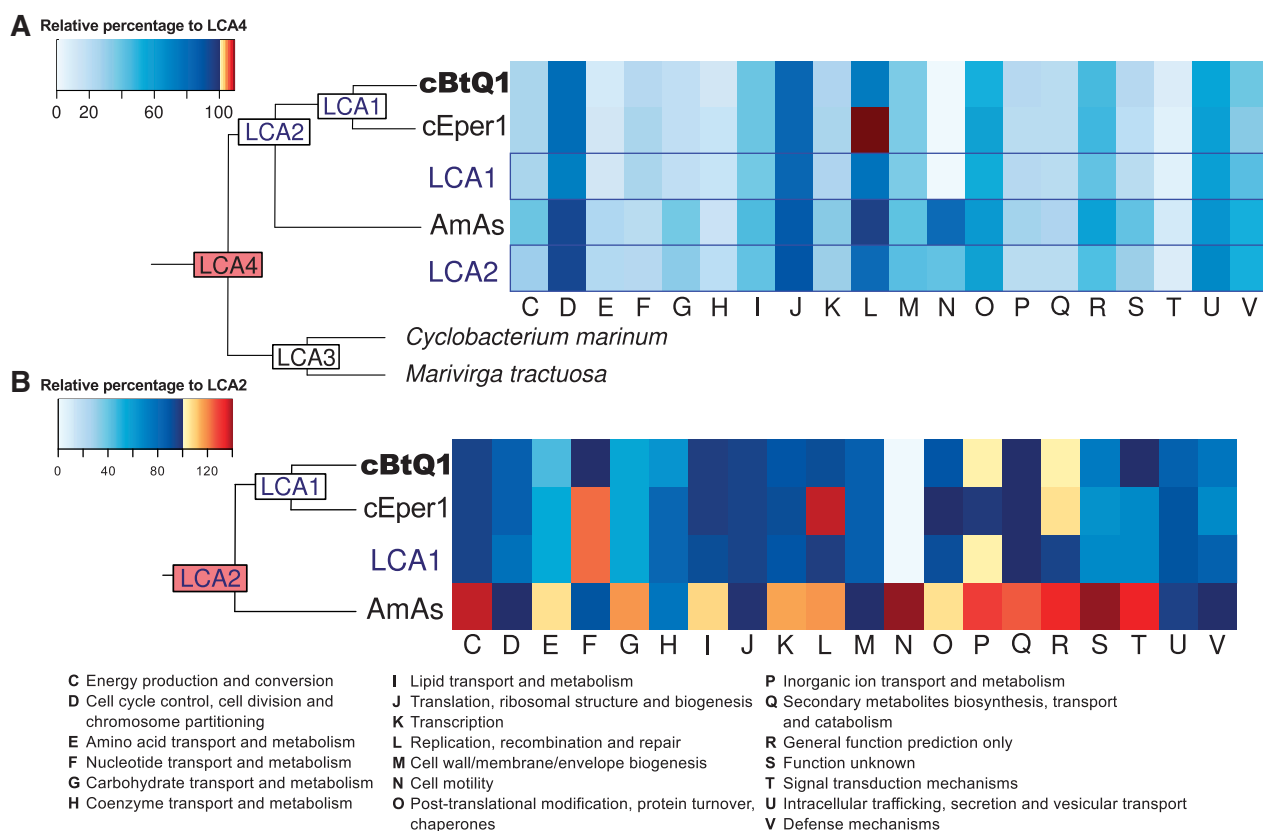 A Relative percentage to LCA4
0 20 60 100
cBtQ1
LCA1
cEper1
LCA2
LCA1
AmAs
LCA4
LCA2
C D E F G H I J K L M N O P Q R S T U V
Cyclobacterium marinum
LCA3
Marivirga tractuosa
B Relative percentage to LCA2
0 40 80 120
cBtQ1
LCA1
cEper1
LCA1
LCA2
AmAs
C D E F G H I J K L M N O P Q R S T U V
C Energy production and conversion
D Cell cycle control, cell division and
chromosome partitioning
E Amino acid transport and metabolism
F Nucleotide transport and metabolism
G Carbohydrate transport and metabolism
H Coenzyme transport and metabolism
I Lipid transport and metabolism
J Translation, ribosomal structure and biogenesis
K Transcription
L Replication, recombination and repair
M Cell wall/membrane/envelope biogenesis
N Cell motility
O Post-translational modification, protein turnover,
chaperones
P Inorganic ion transport and metabolism
Q Secondary metabolites biosynthesis, transport
and catabolism
R General function prediction only
S Function unknown
T Signal transduction mechanisms
U Intracellular trafficking, secretion and vesicular transport
V Defense mechanisms